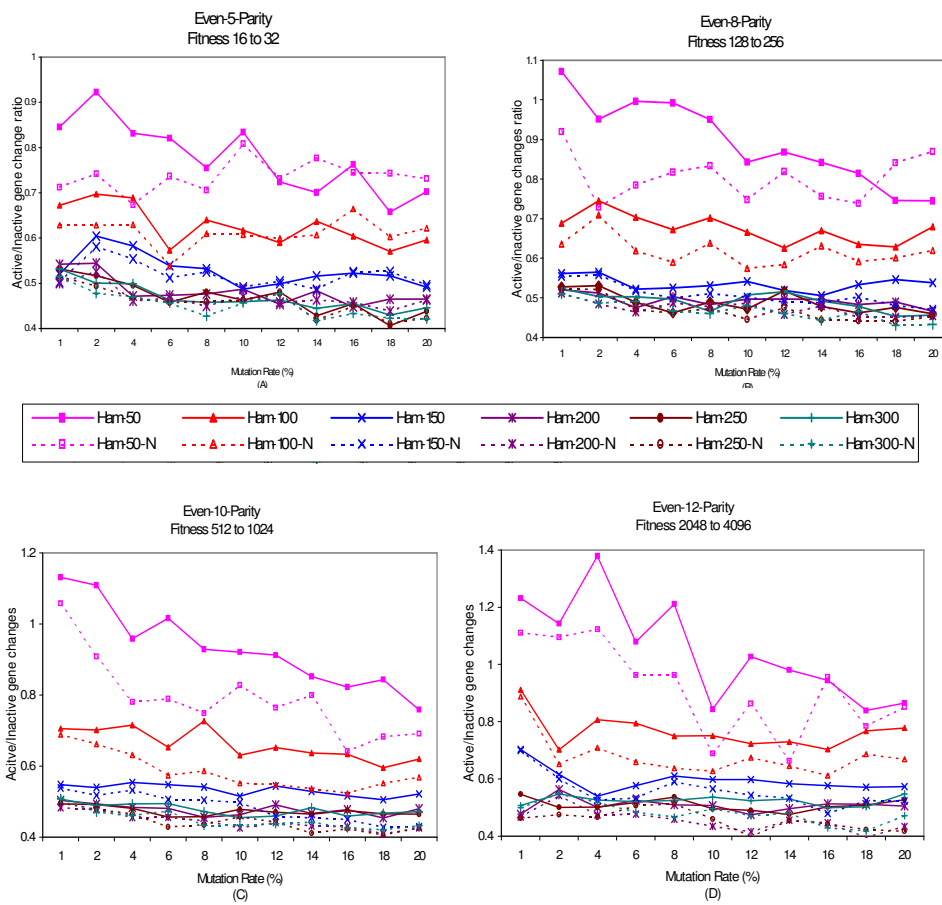 Even-5-Parity
Fitness 16 to 32
Active/Inactive gene change ratio
1
0.9
0.8
0.7
0.6
0.5
0.4
1 2 4 6 8 10 12 14 16 18 20
Mutation Rate (%)
(A)
Even-8-Parity
Fitness 128 to 256
Active/Inactive gene changes ratio
1.1
1
0.9
0.8
0.7
0.6
0.5
0.4
1 2 4 6 8 10 12 14 16 18 20
Mutation Rate (%)
(B)
Ham-50 Ham-100 Ham-150 Ham-200 Ham-250 Ham-300
Ham-50-N Ham-100-N Ham-150-N Ham-200-N Ham-250-N Ham-300-N
Even-10-Parity
Fitness 512 to 1024
Acitve/Inactive gene changes
1.2
1
0.8
0.6
0.4
1 2 4 6 8 10 12 14 16 18 20
Mutation Rate (%)
(C)
Even-12-Parity
Fitness 2048 to 4096
Active/Inactive gene changes
1.4
1.2
1
0.8
0.6
0.4
1 2 4 6 8 10 12 14 16 18 20
Mutation Rate (%)
(D)